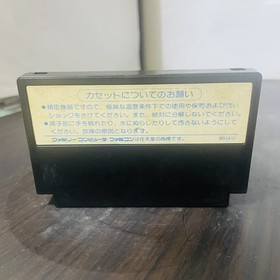 カセットについてのお願い
●精密機器ですので、極端な温度条件下での使用や保管および強い
ショックをさけてください。また、絶対に分解しないでください。
●端子部に手を触れたり、水にぬらしたりして汚さないようにして
ください。故障の原因となります。
ファミリーコンピュータ ファミコンは任天堂の商標です。